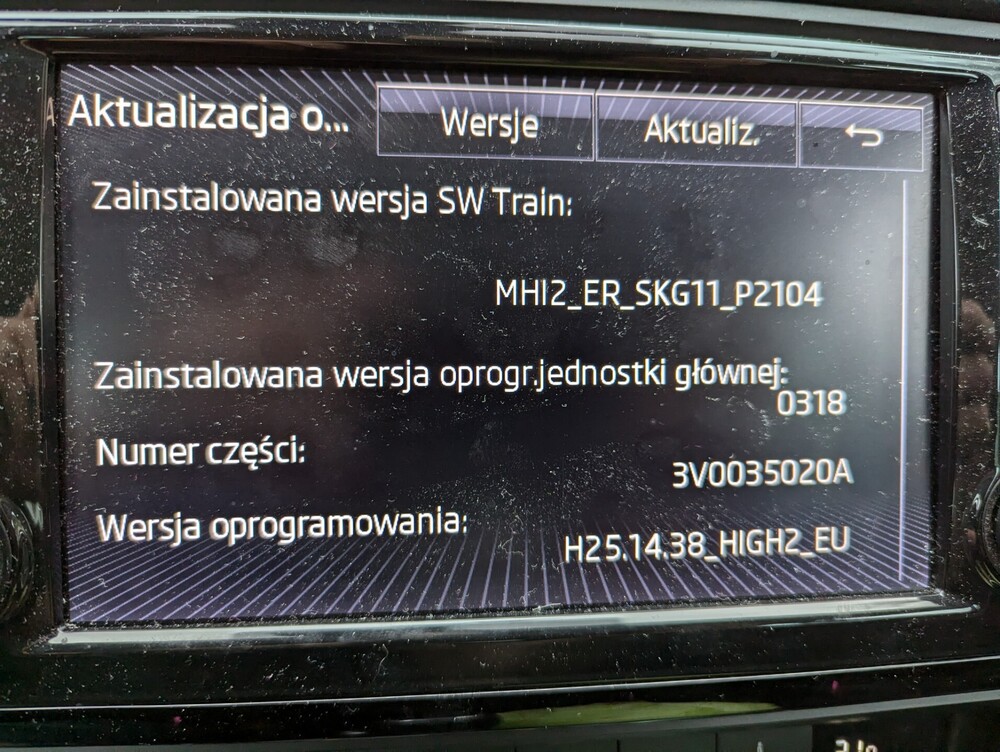 Aktualizacja o...
Wersje
Aktualiz.
Zainstalowana wersja SW Train:
MHI2_ER_SKG11_P2104
Zainstalowana wersja oprogr.jednostki głównej:
0318
Numer części:
3V0035020A
Wersja oprogramowania:
H25.14.38_HIGH2_EU